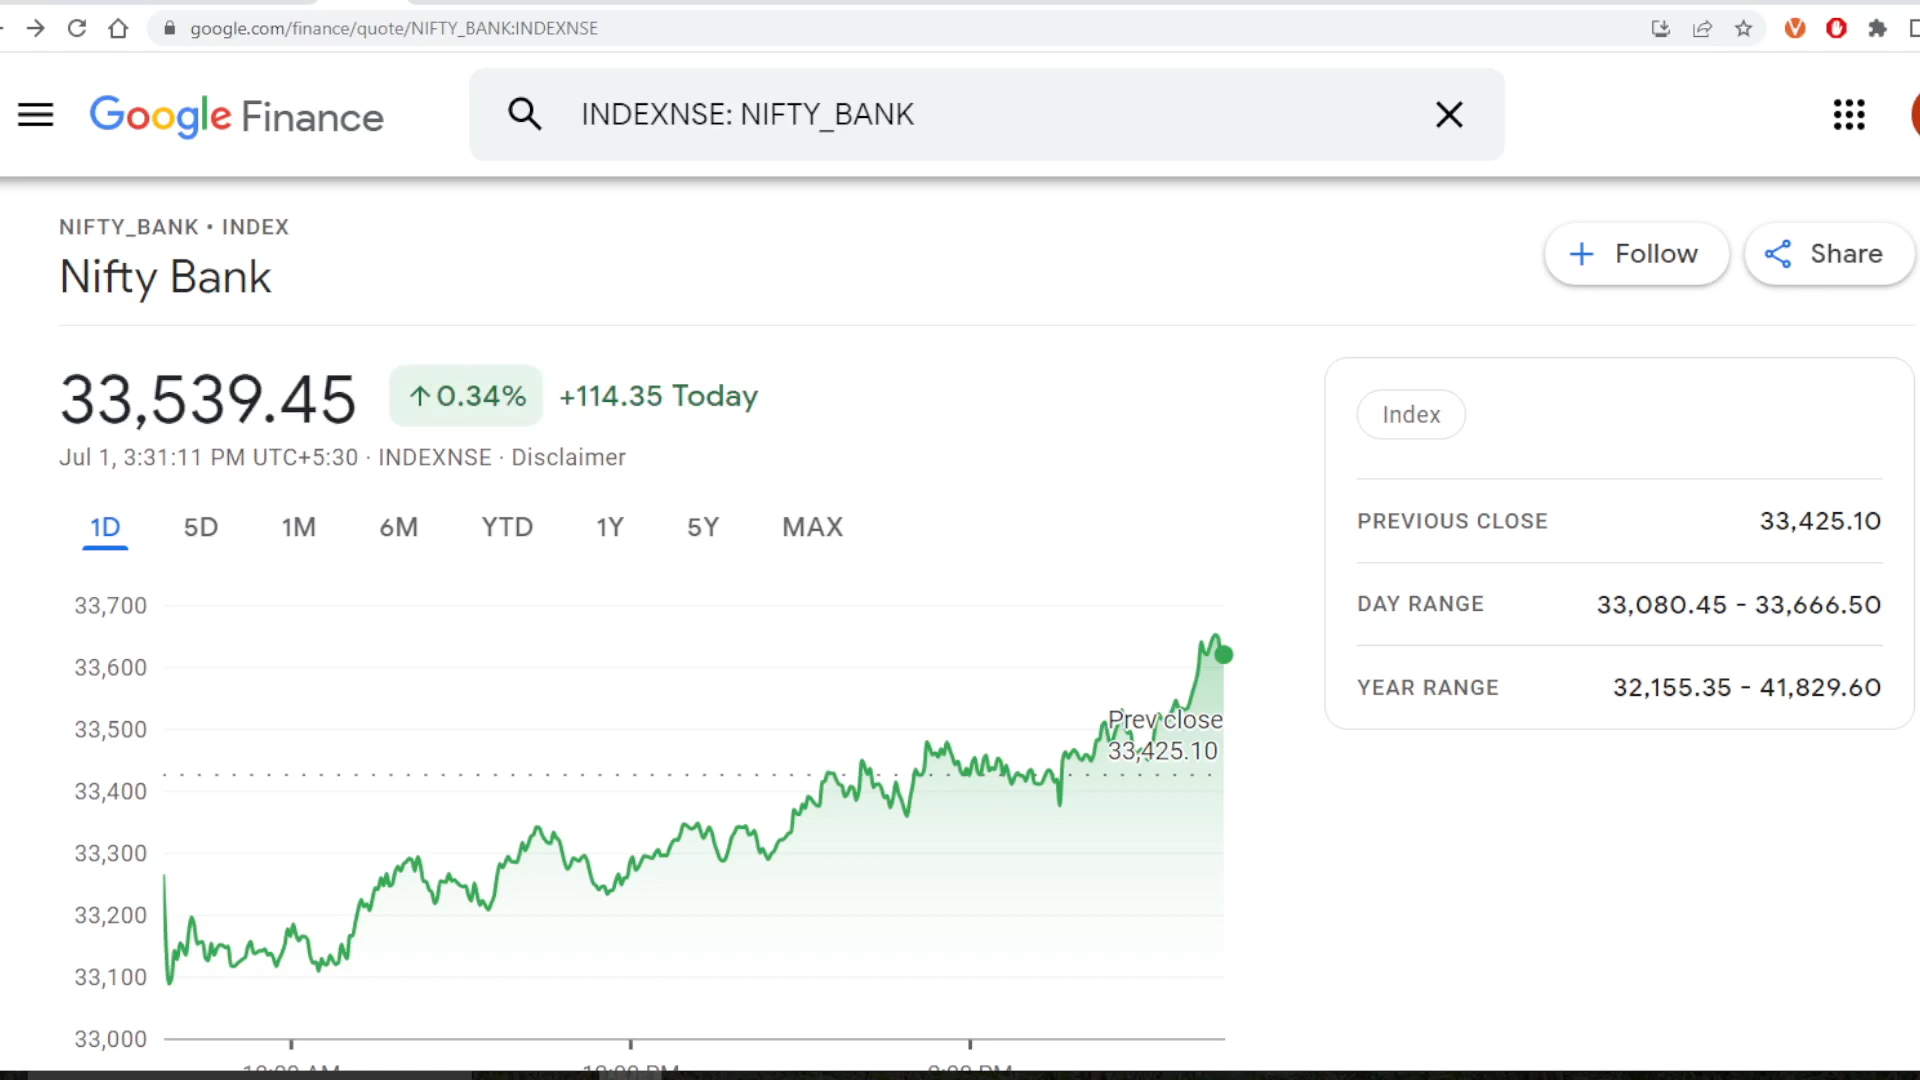 google.com/finance/quote/NIFTY_BANK:INDEXNSE
Google Finance
INDEXNSE: NIFTY_BANK
NIFTY_BANK • INDEX
Nifty Bank
Follow
Share
33,539.45
↑0.34%
+114.35 Today
Jul 1, 3:31:11 PM UTC+5:30 · INDEXNSE · Disclaimer
1D 5D 1M 6M YTD 1Y 5Y MAX
33,700
33,600
33,500
33,400
33,300
33,200
33,100
33,000
Prev close
33,425.10
Index
PREVIOUS CLOSE 33,425.10
DAY RANGE 33,080.45 - 33,666.50
YEAR RANGE 32,155.35 - 41,829.60